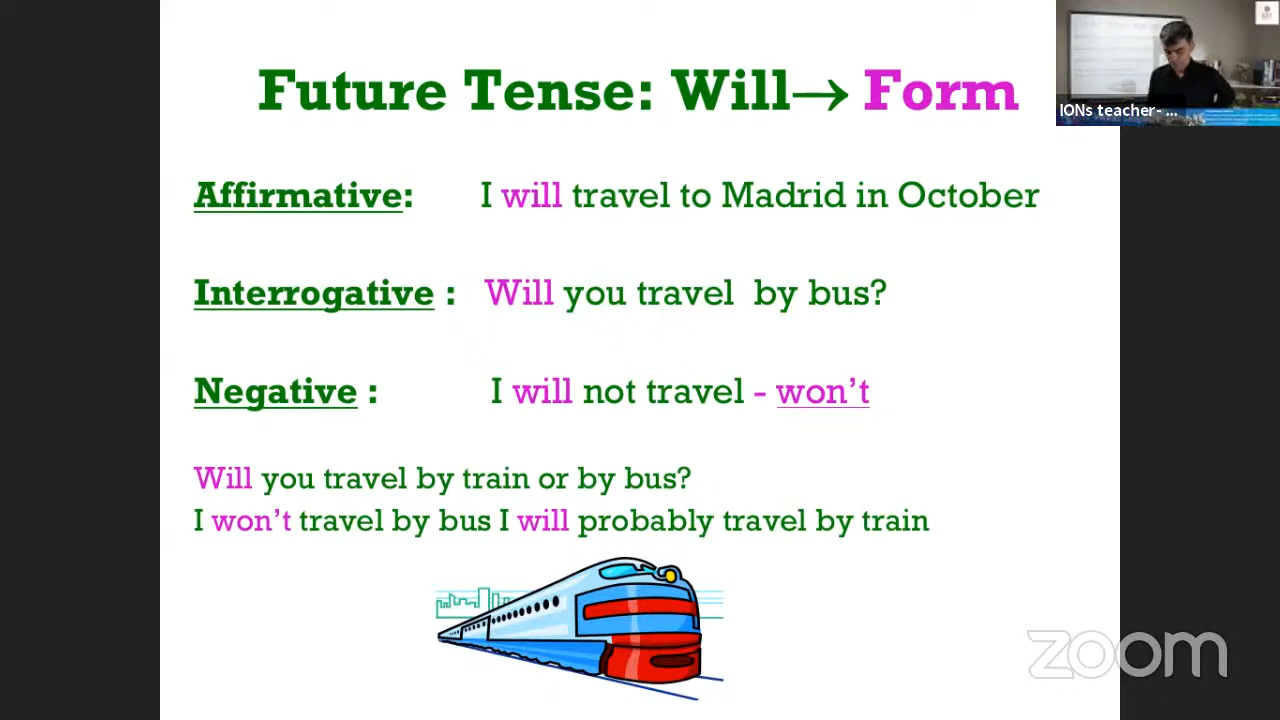 Future Tense: Will→ Form
IONs teacher- ...
Affirmative: I will travel to Madrid in October
Interrogative : Will you travel by bus?
Negative : I will not travel - won’t
Will you travel by train or by bus?
I won’t travel by bus I will probably travel by train
zoom